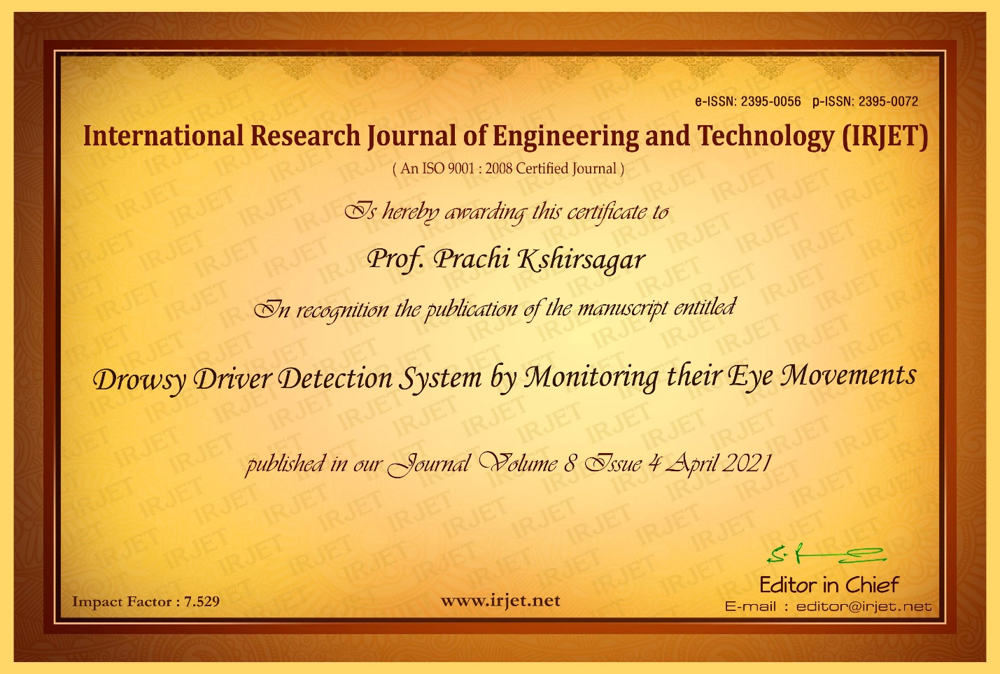 e-ISSN: 2395-0056 p-ISSN: 2395-0072
International Research Journal of Engineering and Technology (IRJET)
( An ISO 9001 : 2008 Certified Journal )
Is hereby awarding this certificate to
Prof. Prachi Kshirsagar
In recognition the publication of the manuscript entitled
Drowsy Driver Detection System by Monitoring their Eye Movements
published in our Journal Volume 8 Issue 4 April 2021
Editor in Chief
Impact Factor : 7.529
www.irjet.net
E-mail : editor@irjet.net